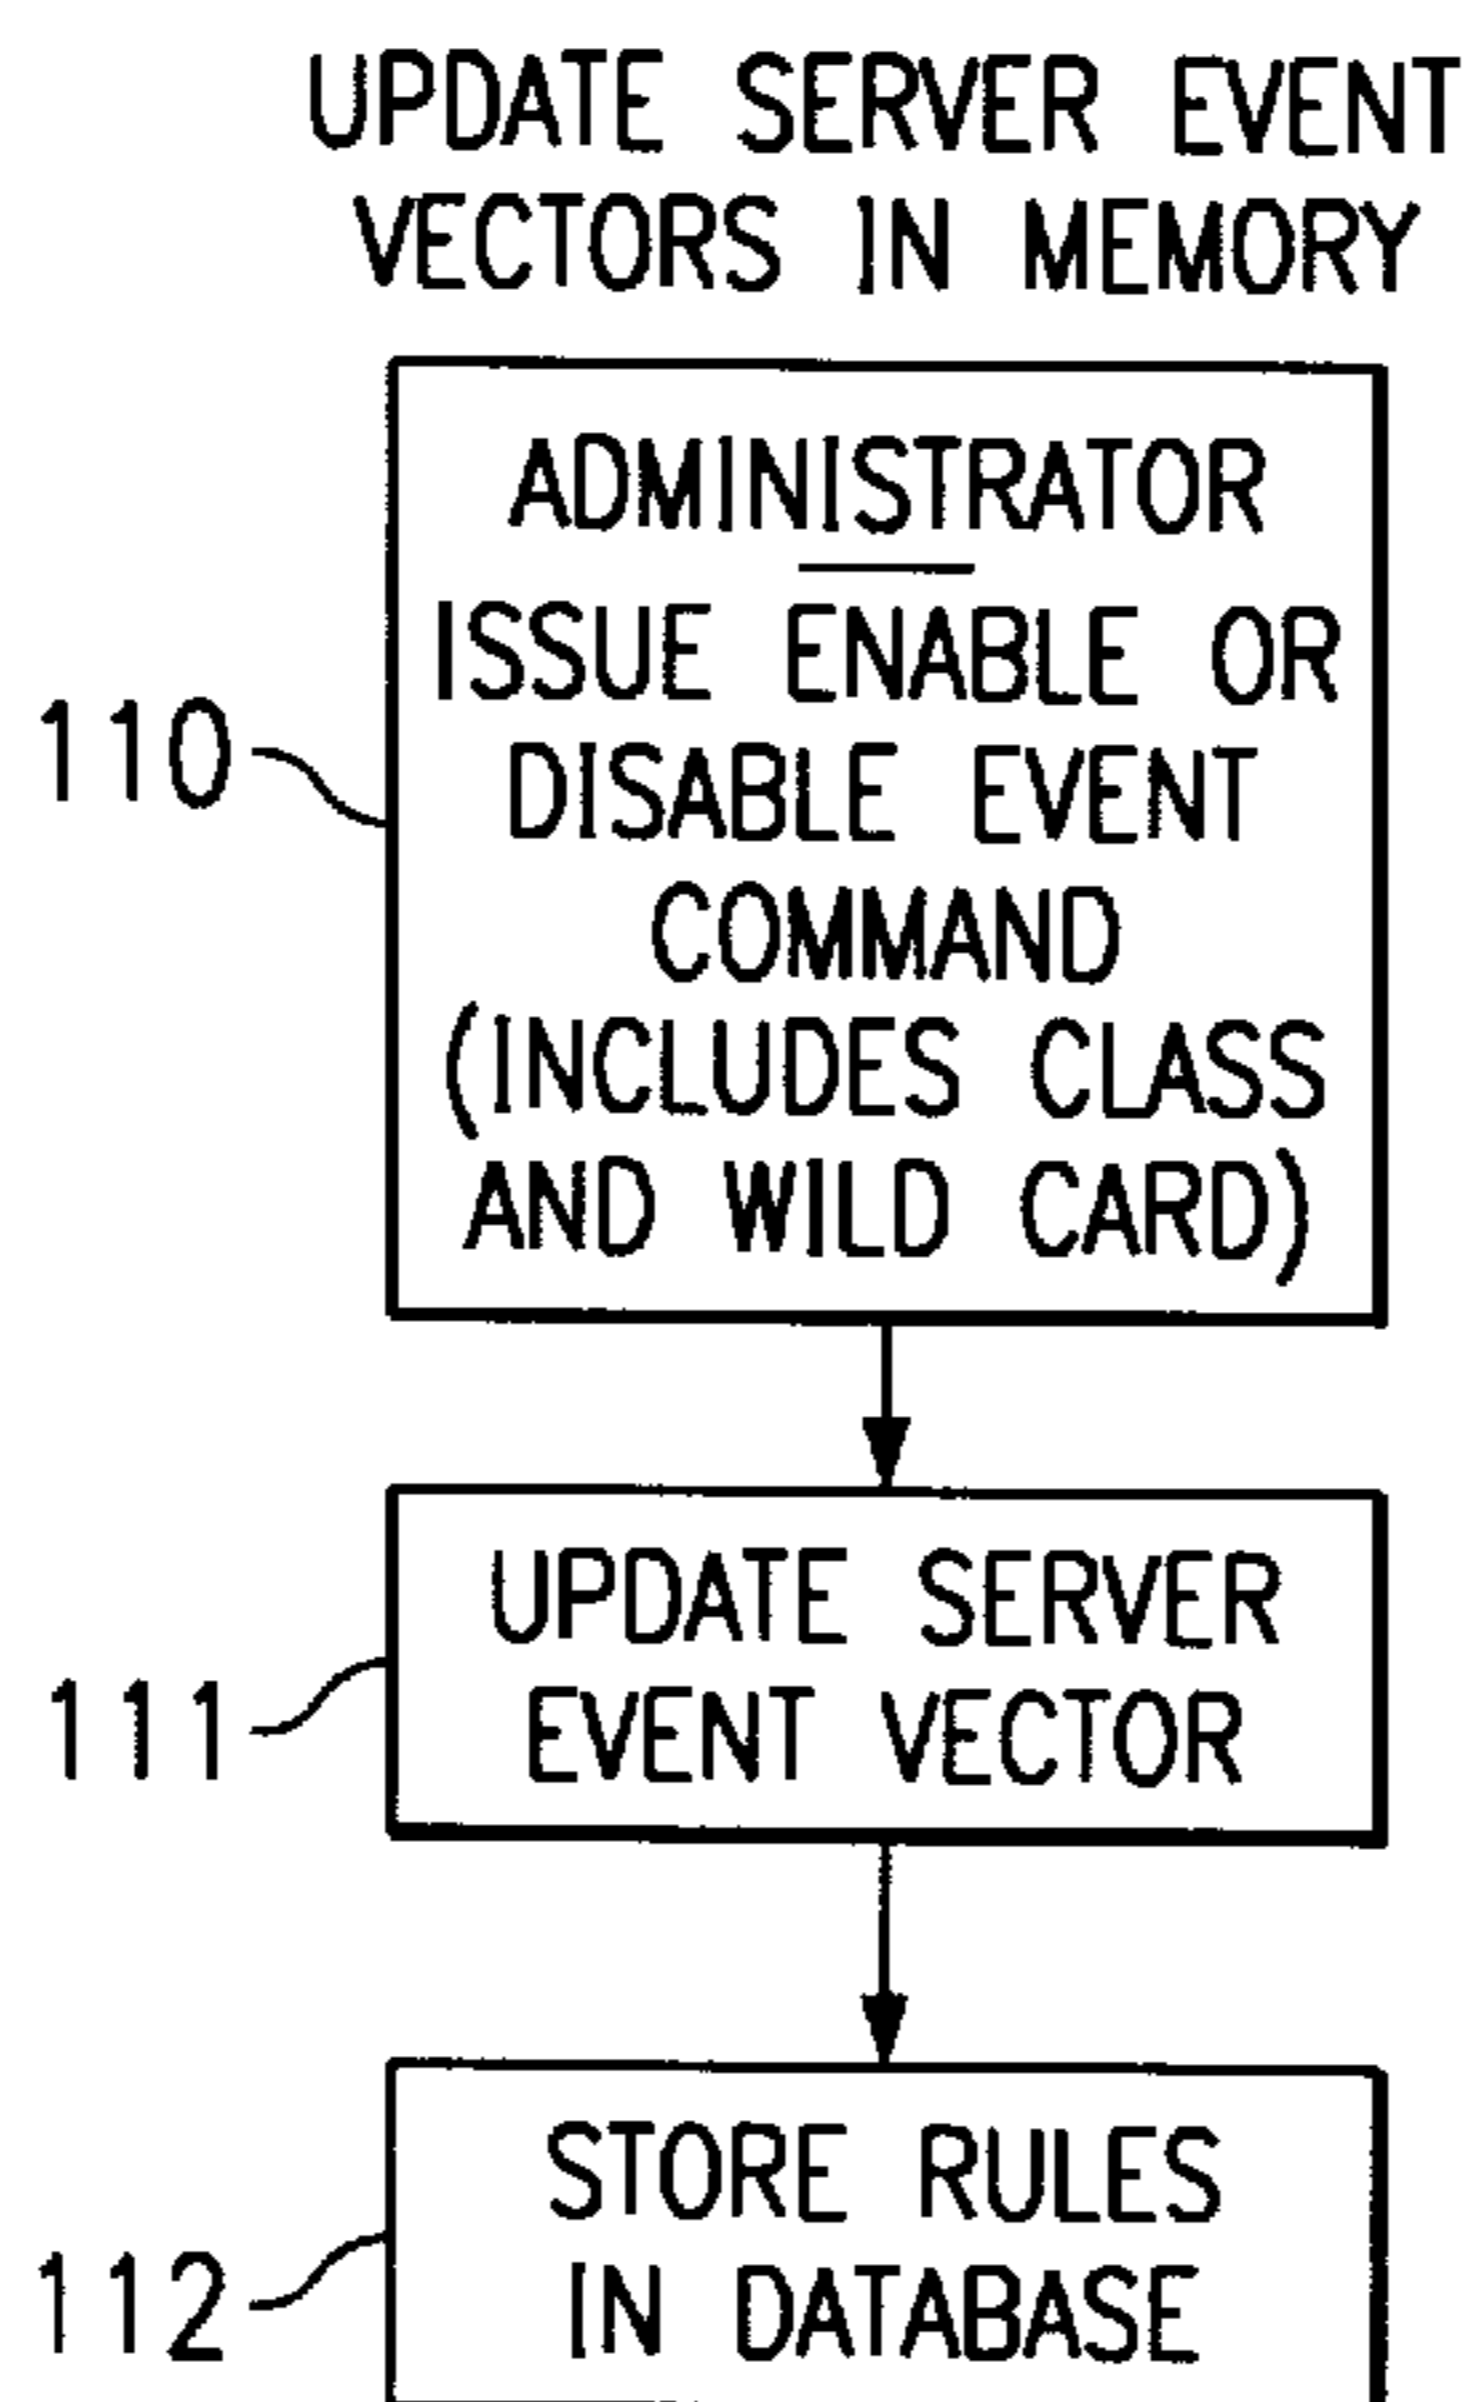 UPDATE SERVER EVENT
VECTORS IN MEMORY
ADMINISTRATOR
ISSUE ENABLE OR
DISABLE EVENT
COMMAND
(INCLUDES CLASS
AND WILD CARD)
110
UPDATE SERVER
EVENT VECTOR
111
STORE RULES
IN DATABASE
112